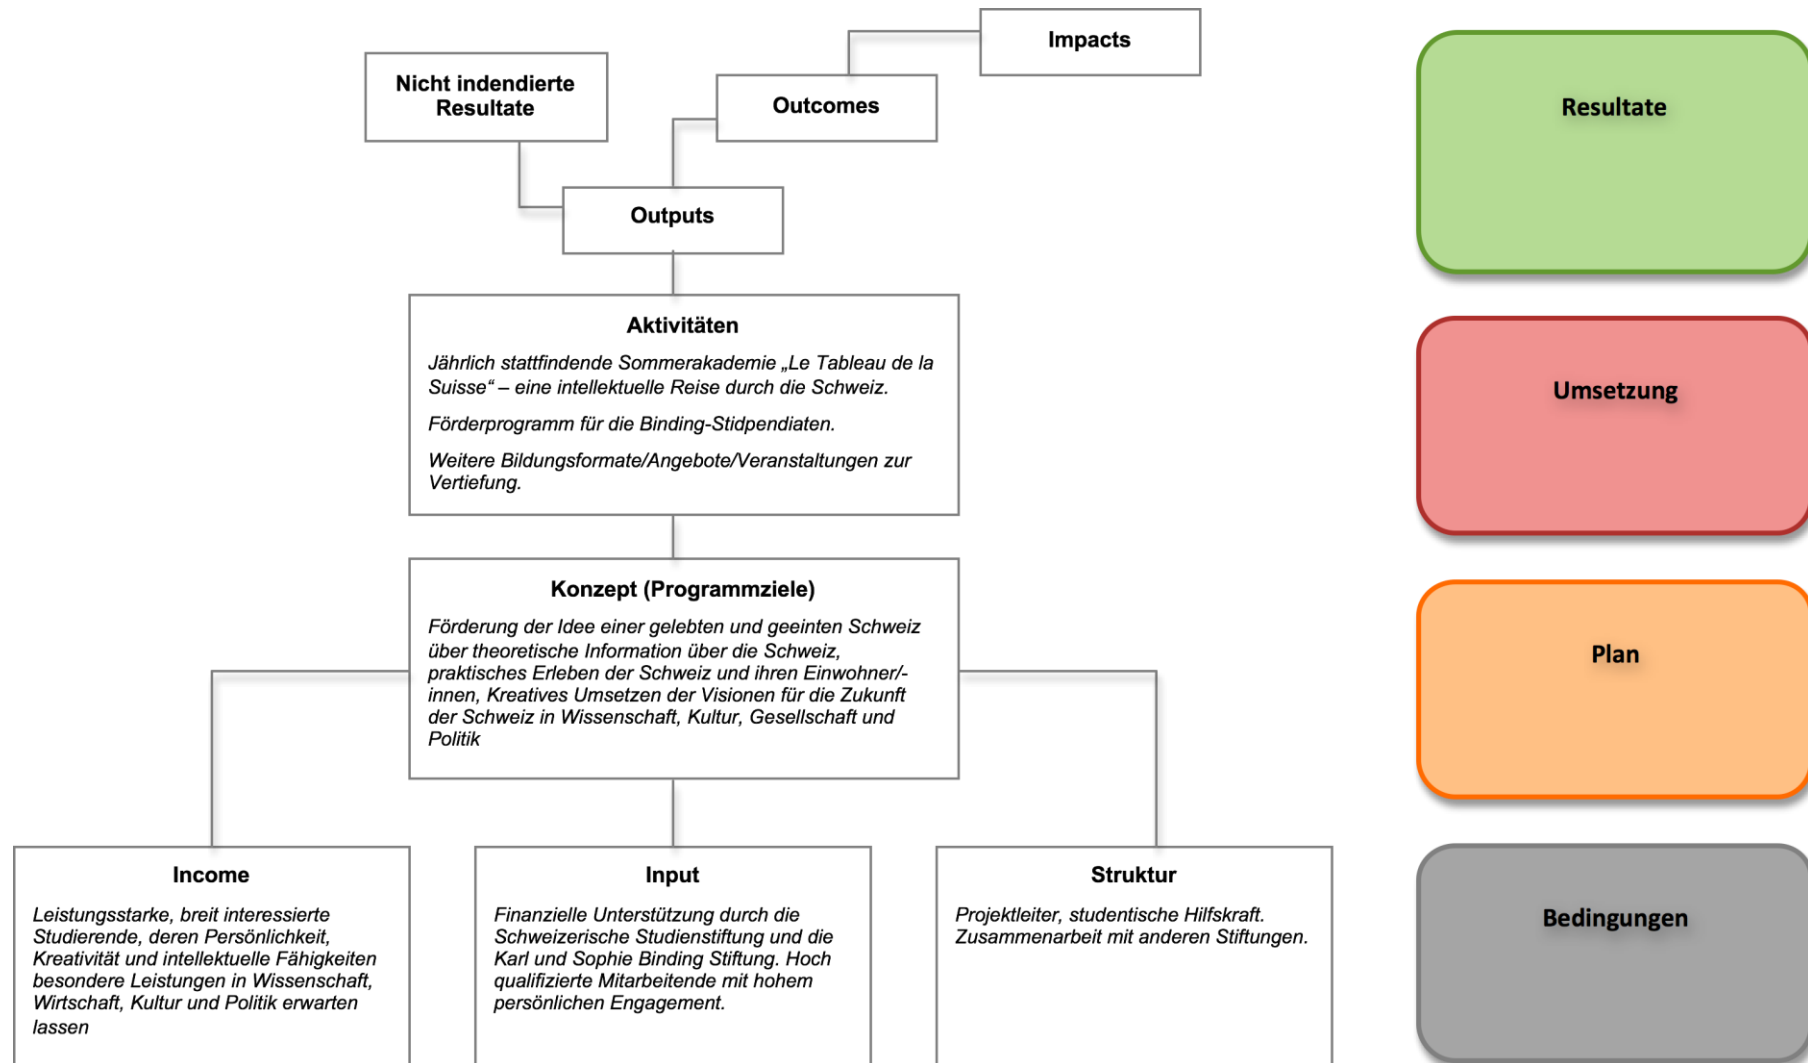 Impacts
Nicht indendierte
Resultate
Outcomes
Outputs
Aktivitäten
Jährlich stattfindende Sommerakademie „Le Tableau de la
Suisse“ – eine intellektuelle Reise durch die Schweiz.
Förderprogramm für die Binding-Stidpendiaten.
Weitere Bildungsformate/Angebote/Veranstaltungen zur
Vertiefung.
Konzept (Programmziele)
Förderung der Idee einer gelebten und geeinten Schweiz
über theoretische Information über die Schweiz,
praktisches Erleben der Schweiz und ihren Einwohner/-
innen, Kreatives Umsetzen der Visionen für die Zukunft
der Schweiz in Wissenschaft, Kultur, Gesellschaft und
Politik
Income
Leistungsstarke, breit interessierte
Studierende, deren Persönlichkeit,
Kreativität und intellektuelle Fähigkeiten
besondere Leistungen in Wissenschaft,
Wirtschaft, Kultur und Politik erwarten
lassen
Input
Finanzielle Unterstützung durch die
Schweizerische Studienstiftung und die
Karl und Sophie Binding Stiftung. Hoch
qualifizierte Mitarbeitende mit hohem
persönlichen Engagement.
Struktur
Projektleiter, studentische Hilfskraft.
Zusammenarbeit mit anderen Stiftungen.
Resultate
Umsetzung
Plan
Bedingungen